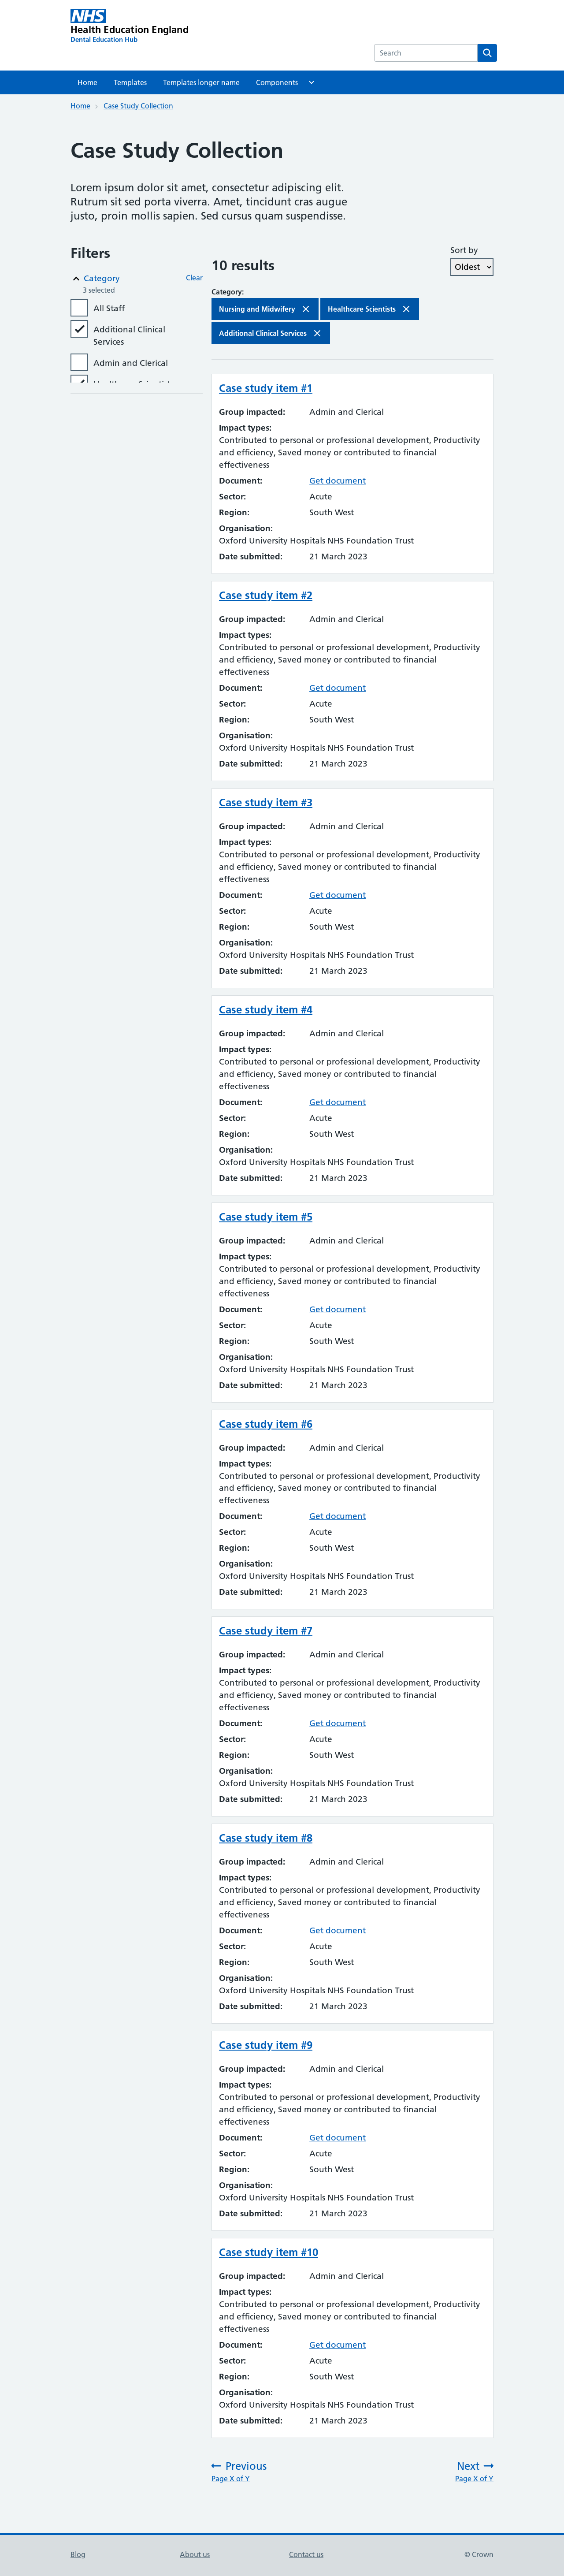 NHS
Health Education England
Dental Education Hub
Search
Home Templates Templates longer name Components
Home Case Study Collection
Case Study Collection
Lorem ipsum dolor sit amet, consectetur adipiscing elit.
Rutrum sit sed porta viverra. Amet, tincidunt cras augue
justo, proin mollis sapien. Sed cursus quam suspendisse.
Filters
Category Clear
3 selected
All Staff
Additional Clinical
Services
Admin and Clerical
Healthcare Scientists
10 results
Sort by
Oldest
Category:
Nursing and Midwifery Healthcare Scientists
Additional Clinical Services
Case study item #1
Group impacted: Admin and Clerical
Impact types:
Contributed to personal or professional development, Productivity
and efficiency, Saved money or contributed to financial
effectiveness
Document: Get document
Sector: Acute
Region: South West
Organisation:
Oxford University Hospitals NHS Foundation Trust
Date submitted: 21 March 2023
Case study item #2
Group impacted: Admin and Clerical
Impact types:
Contributed to personal or professional development, Productivity
and efficiency, Saved money or contributed to financial
effectiveness
Document: Get document
Sector: Acute
Region: South West
Organisation:
Oxford University Hospitals NHS Foundation Trust
Date submitted: 21 March 2023
Case study item #3
Group impacted: Admin and Clerical
Impact types:
Contributed to personal or professional development, Productivity
and efficiency, Saved money or contributed to financial
effectiveness
Document: Get document
Sector: Acute
Region: South West
Organisation:
Oxford University Hospitals NHS Foundation Trust
Date submitted: 21 March 2023
Case study item #4
Group impacted: Admin and Clerical
Impact types:
Contributed to personal or professional development, Productivity
and efficiency, Saved money or contributed to financial
effectiveness
Document: Get document
Sector: Acute
Region: South West
Organisation:
Oxford University Hospitals NHS Foundation Trust
Date submitted: 21 March 2023
Case study item #5
Group impacted: Admin and Clerical
Impact types:
Contributed to personal or professional development, Productivity
and efficiency, Saved money or contributed to financial
effectiveness
Document: Get document
Sector: Acute
Region: South West
Organisation:
Oxford University Hospitals NHS Foundation Trust
Date submitted: 21 March 2023
Case study item #6
Group impacted: Admin and Clerical
Impact types:
Contributed to personal or professional development, Productivity
and efficiency, Saved money or contributed to financial
effectiveness
Document: Get document
Sector: Acute
Region: South West
Organisation:
Oxford University Hospitals NHS Foundation Trust
Date submitted: 21 March 2023
Case study item #7
Group impacted: Admin and Clerical
Impact types:
Contributed to personal or professional development, Productivity
and efficiency, Saved money or contributed to financial
effectiveness
Document: Get document
Sector: Acute
Region: South West
Organisation:
Oxford University Hospitals NHS Foundation Trust
Date submitted: 21 March 2023
Case study item #8
Group impacted: Admin and Clerical
Impact types:
Contributed to personal or professional development, Productivity
and efficiency, Saved money or contributed to financial
effectiveness
Document: Get document
Sector: Acute
Region: South West
Organisation:
Oxford University Hospitals NHS Foundation Trust
Date submitted: 21 March 2023
Case study item #9
Group impacted: Admin and Clerical
Impact types:
Contributed to personal or professional development, Productivity
and efficiency, Saved money or contributed to financial
effectiveness
Document: Get document
Sector: Acute
Region: South West
Organisation:
Oxford University Hospitals NHS Foundation Trust
Date submitted: 21 March 2023
Case study item #10
Group impacted: Admin and Clerical
Impact types:
Contributed to personal or professional development, Productivity
and efficiency, Saved money or contributed to financial
effectiveness
Document: Get document
Sector: Acute
Region: South West
Organisation:
Oxford University Hospitals NHS Foundation Trust
Date submitted: 21 March 2023
Previous Next
Page X of Y Page X of Y
Blog About us Contact us © Crown